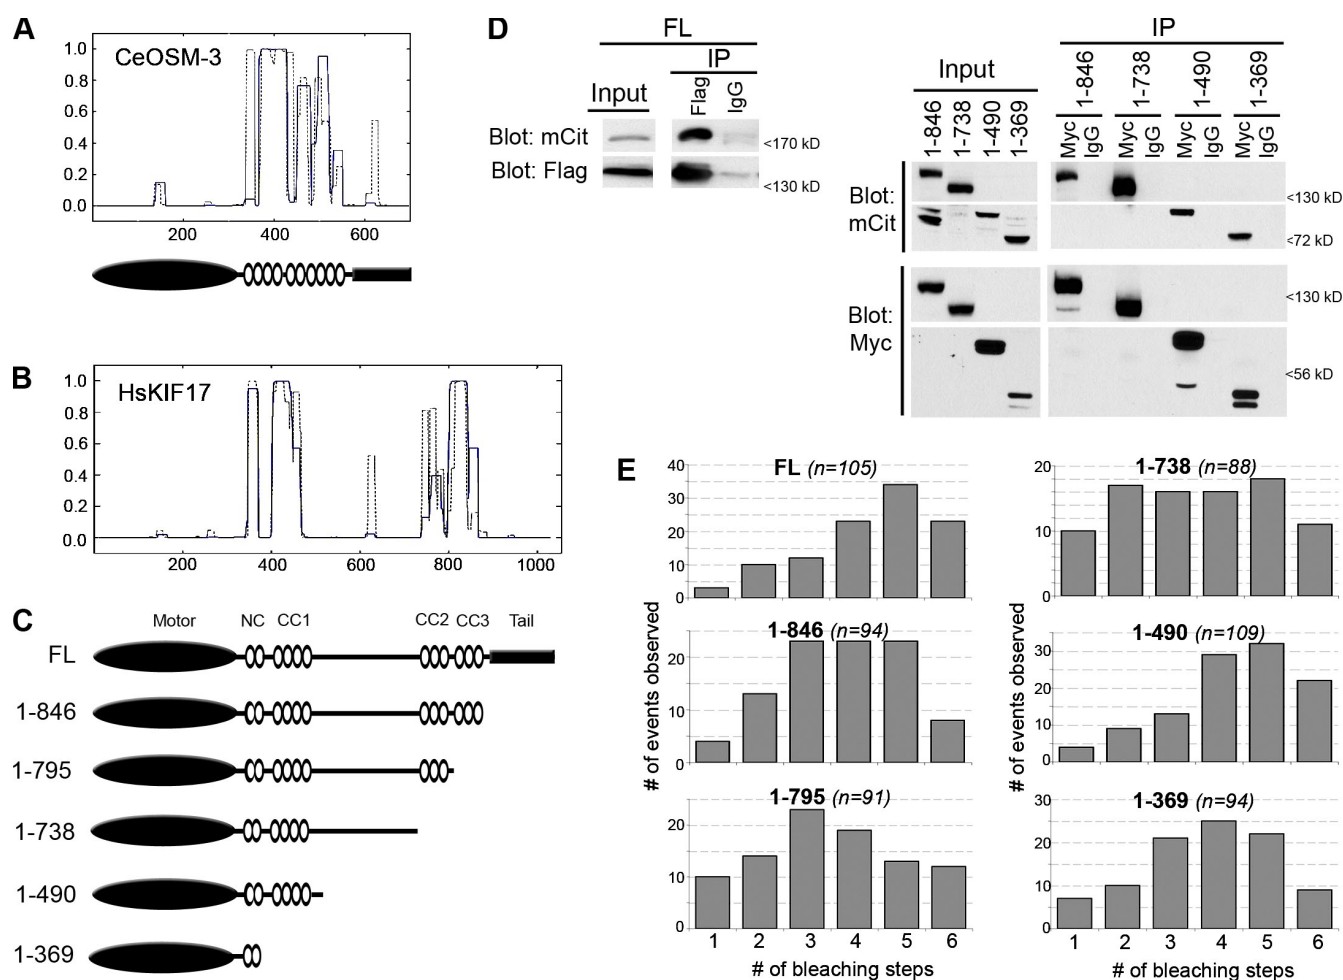 A
CeOSM-3
1.0
0.8
0.6
0.4
0.2
0.0
200 400 600
B
HsKIF17
1.0
0.8
0.6
0.4
0.2
0.0
200 400 600 800 1000
C
Motor NC CC1 CC2 CC3 Tail
FL
1-846
1-795
1-738
1-490
1-369
D
FL
IP
Input Flag IgG
Blot: mCit <170 kD
Blot: Flag <130 kD
IP
Input 1-846 1-738 1-490 1-369
1-846 1-738 1-490 1-369 Myc IgG Myc IgG Myc IgG Myc IgG
Blot:
mCit
<130 kD
<72 kD
Blot:
Myc
<130 kD
<56 kD
E
# of events observed
FL (n=105)
40
30
20
10
0
1-846 (n=94)
20
10
0
1-795 (n=91)
20
10
0
1 2 3 4 5 6
# of bleaching steps
# of events observed
1-738 (n=88)
20
10
0
1-490 (n=109)
30
20
10
0
1-369 (n=94)
30
20
10
0
1 2 3 4 5 6
# of bleaching steps